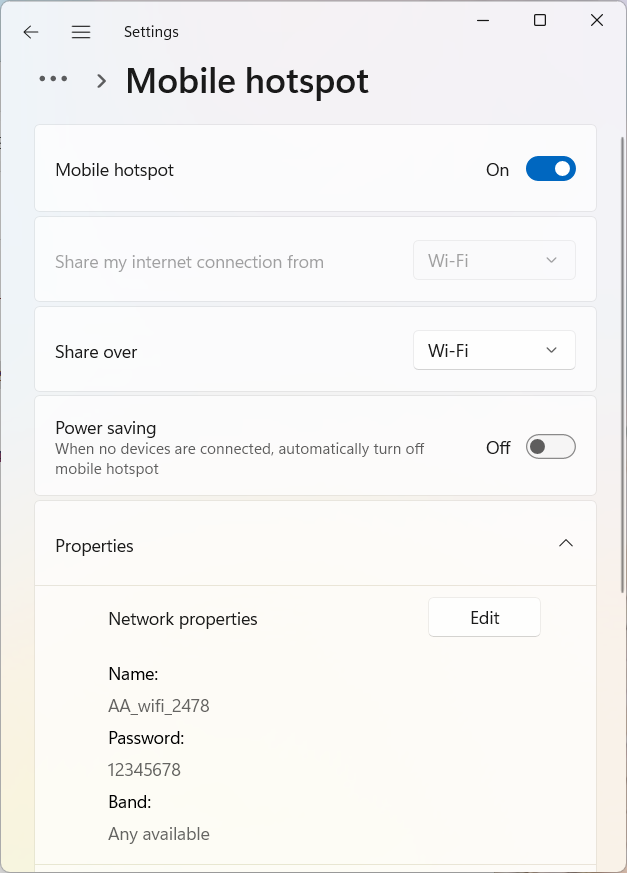 Settings
••• > Mobile hotspot
Mobile hotspot On
Share my internet connection from Wi-Fi
Share over Wi-Fi
Power saving
When no devices are connected, automatically turn off
mobile hotspot
Off
Properties
Network properties Edit
Name:
AA_wifi_2478
Password:
12345678
Band:
Any available